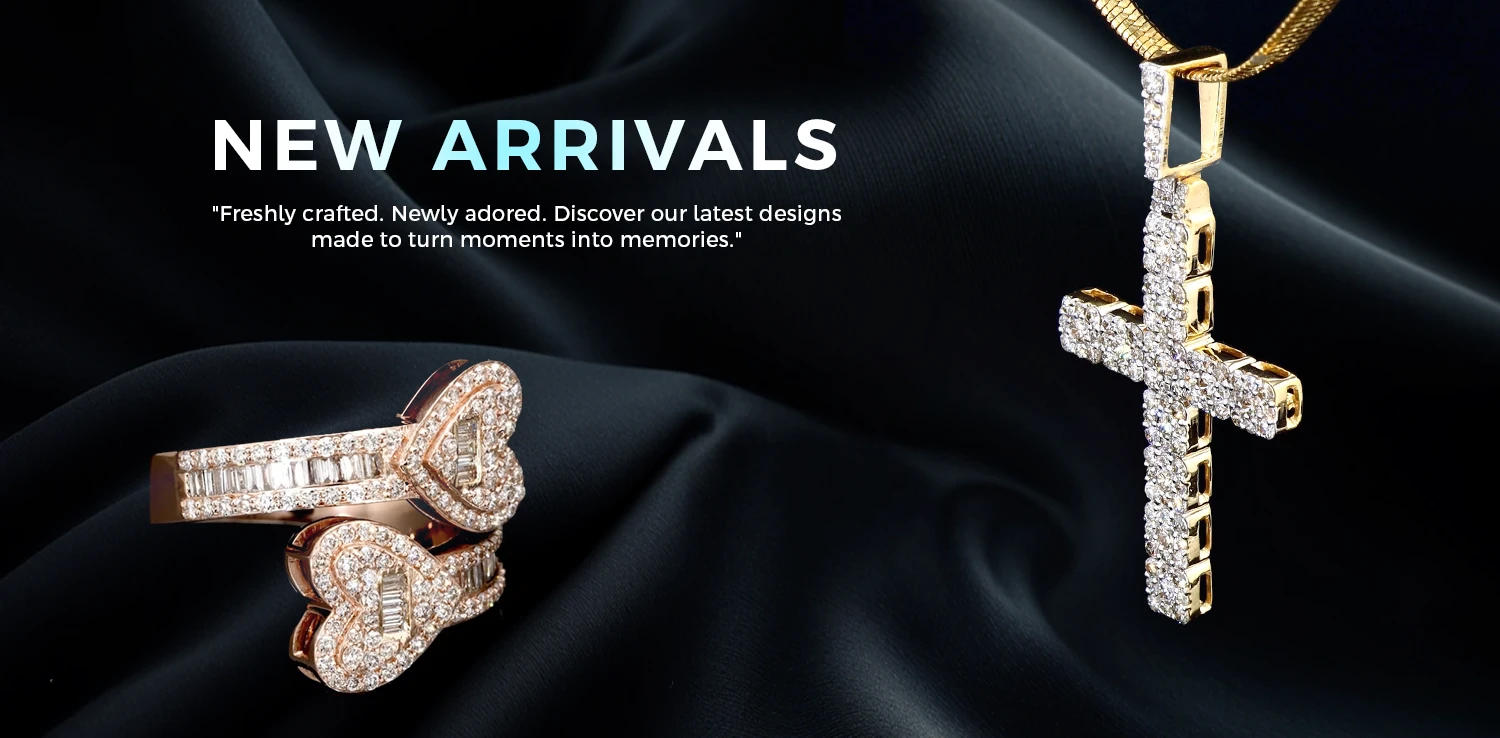 NEW ARRIVALS
"Freshly crafted. Newly adored. Discover our latest designs
made to turn moments into memories."